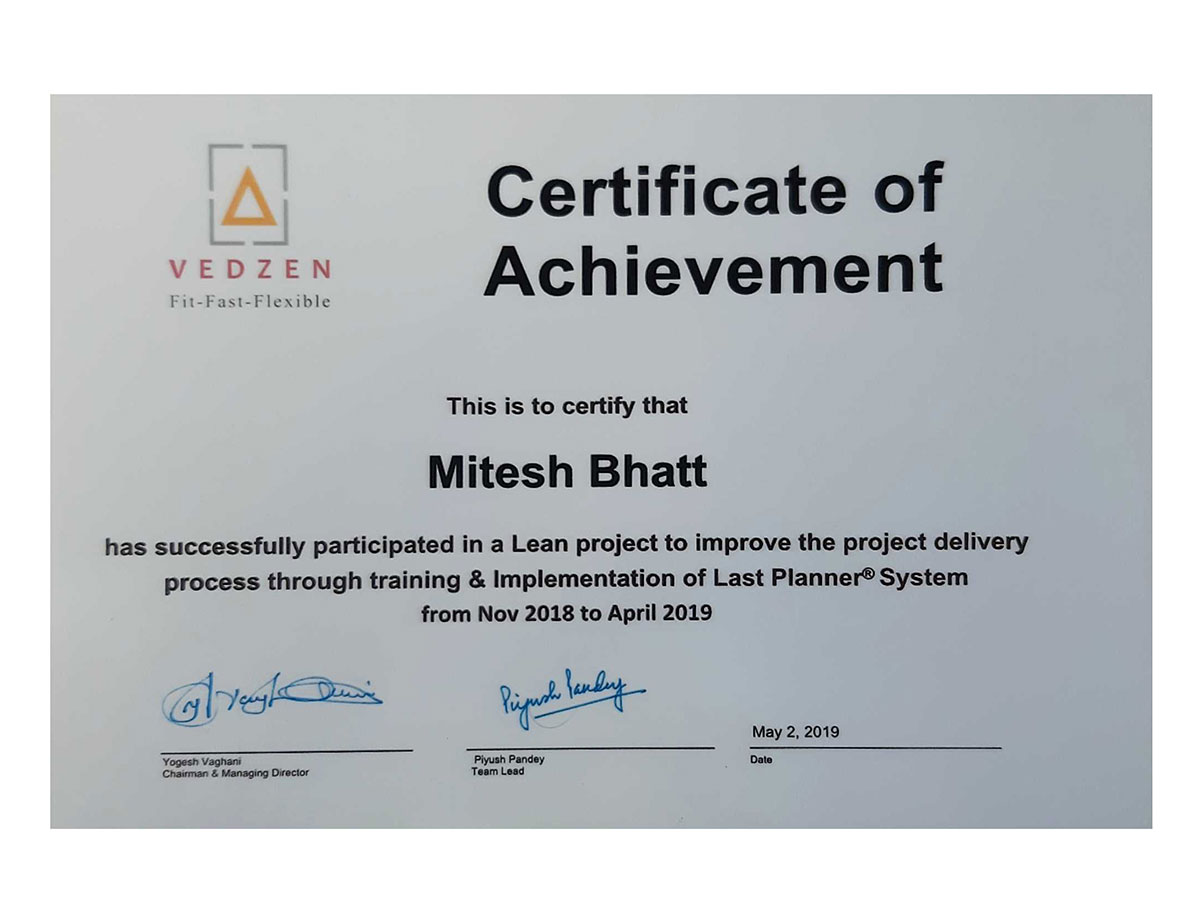 VEDZEN
Fit-Fast-Flexible
Certificate of
Achievement
This is to certify that
Mitesh Bhatt
has successfully participated in a Lean project to improve the project delivery
process through training & Implementation of Last Planner® System
from Nov 2018 to April 2019
Piyush Pandey
May 2, 2019
Yogesh Vaghani
Chairman & Managing Director
Piyush Pandey
Team Lead
Date